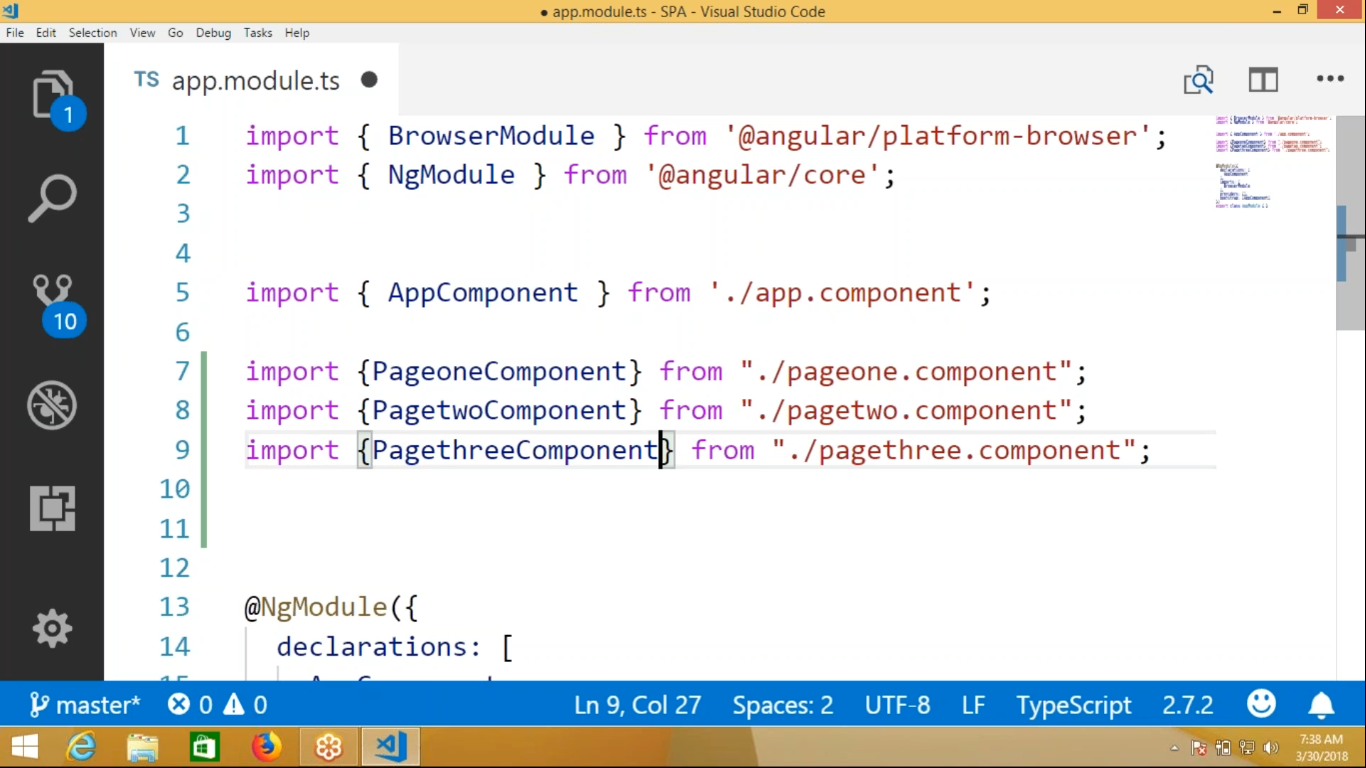 ● app.module.ts - SPA - Visual Studio Code
File Edit Selection View Go Debug Tasks Help
TS app.module.ts ●
1 import { BrowserModule } from '@angular/platform-browser';
2 import { NgModule } from '@angular/core';
3
4
5 import { AppComponent } from './app.component';
6
7 import {PageoneComponent} from "./pageone.component";
8 import {PagetwoComponent} from "./pagetwo.component";
9 import {PagethreeComponent} from "./pagethree.component";
10
11
12
13 @NgModule({
14 declarations: [
1
10
master* 0 0 Ln 9, Col 27 Spaces: 2 UTF-8 LF TypeScript 2.7.2
7:38 AM
3/30/2018